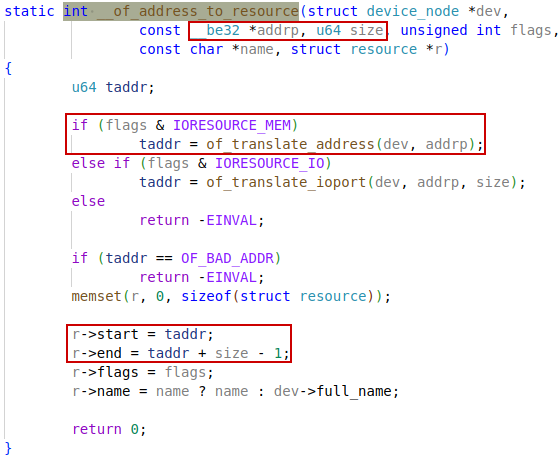 static int __of_address_to_resource(struct device_node *dev,
const __be32 *addrp, u64 size, unsigned int flags,
const char *name, struct resource *r)
{
u64 taddr;
if (flags & IORESOURCE_MEM)
taddr = of_translate_address(dev, addrp);
else if (flags & IORESOURCE_IO)
taddr = of_translate_ioport(dev, addrp, size);
else
return -EINVAL;
if (taddr == OF_BAD_ADDR)
return -EINVAL;
memset(r, 0, sizeof(struct resource));
r->start = taddr;
r->end = taddr + size - 1;
r->flags = flags;
r->name = name ? name : dev->full_name;
return 0;
}